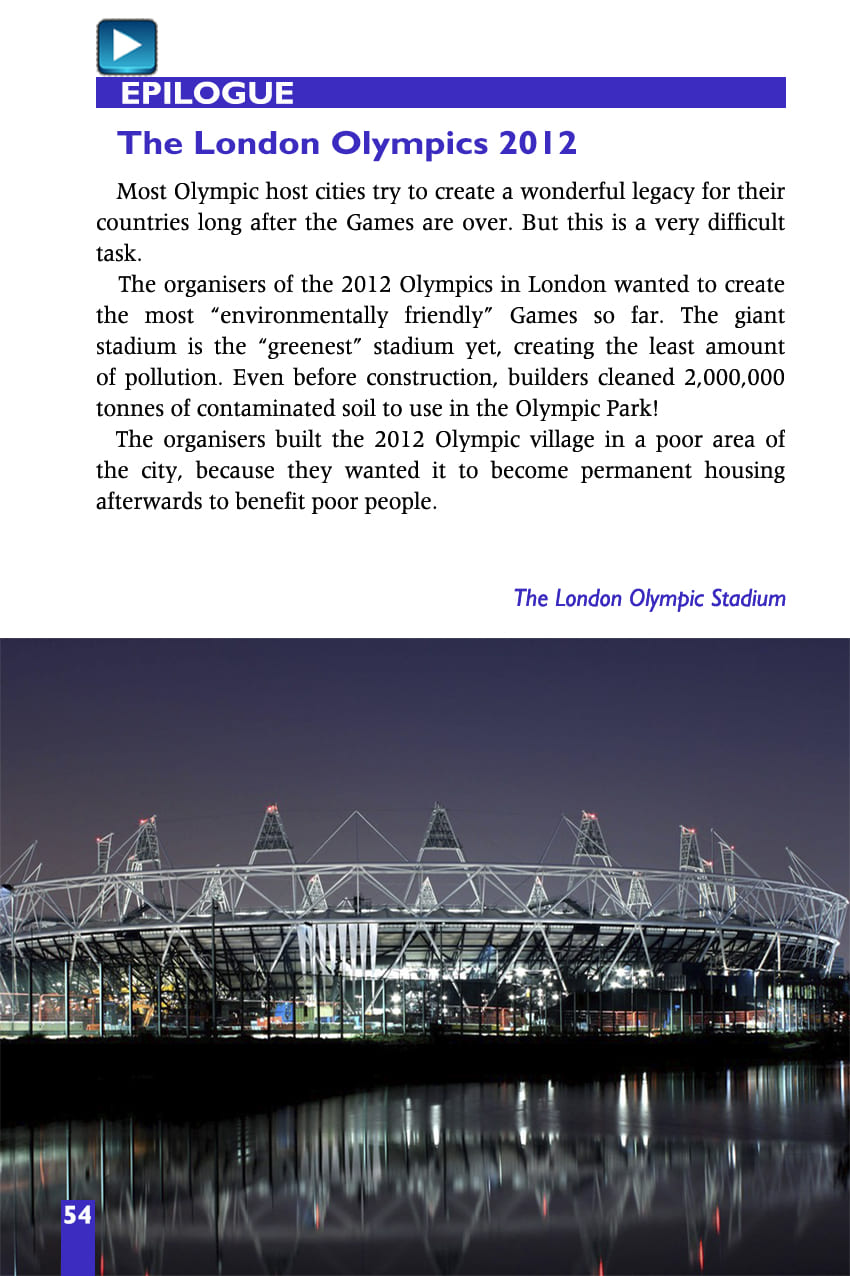 EPILOGUE
The London Olympics 2012
Most Olympic host cities try to create a wonderful legacy for their
countries long after the Games are over. But this is a very difficult
task.
The organisers of the 2012 Olympics in London wanted to create
the most “environmentally friendly” Games so far. The giant
stadium is the “greenest” stadium yet, creating the least amount
of pollution. Even before construction, builders cleaned 2,000,000
tonnes of contaminated soil to use in the Olympic Park!
The organisers built the 2012 Olympic village in a poor area of
the city, because they wanted it to become permanent housing
afterwards to benefit poor people.
The London Olympic Stadium
54